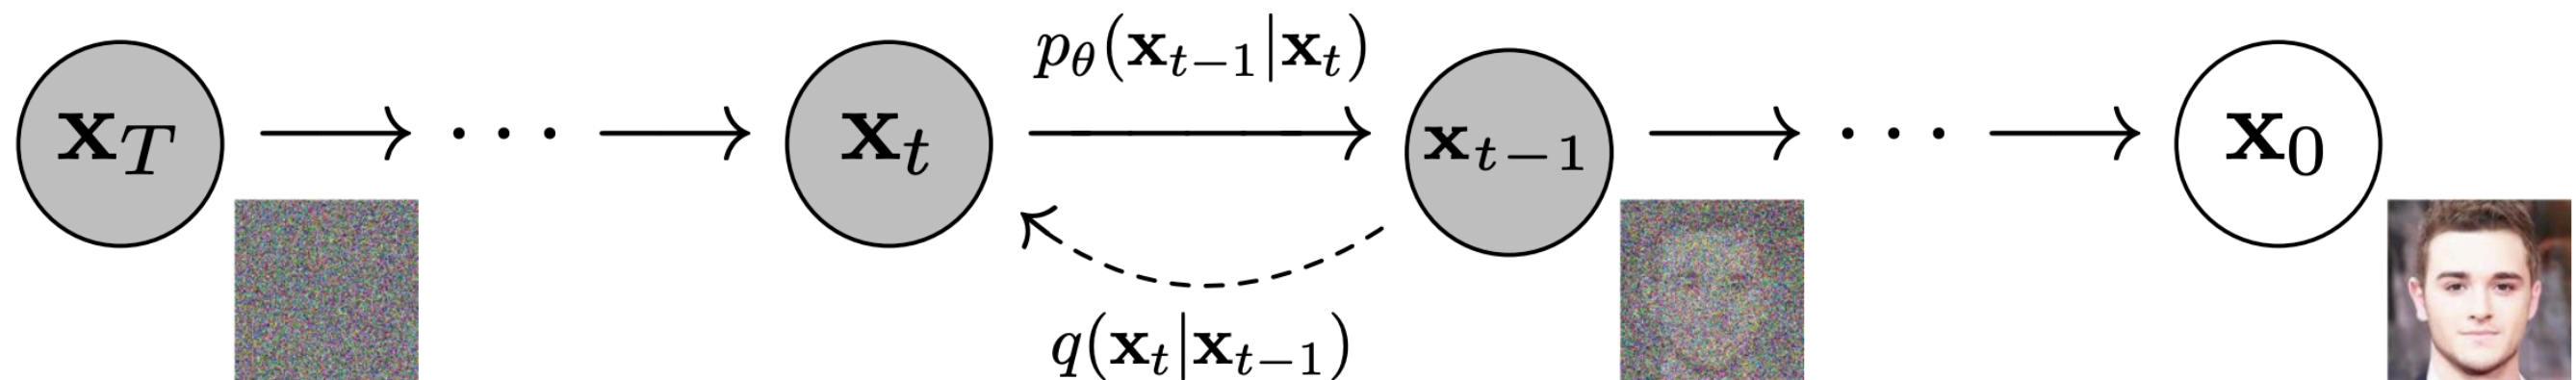 p_θ(𝐱_{t−1}|𝐱_t)
𝐱_T → ··· → 𝐱_t → 𝐱_{t−1} → ··· → 𝐱_0
q(𝐱_t|𝐱_{t−1})